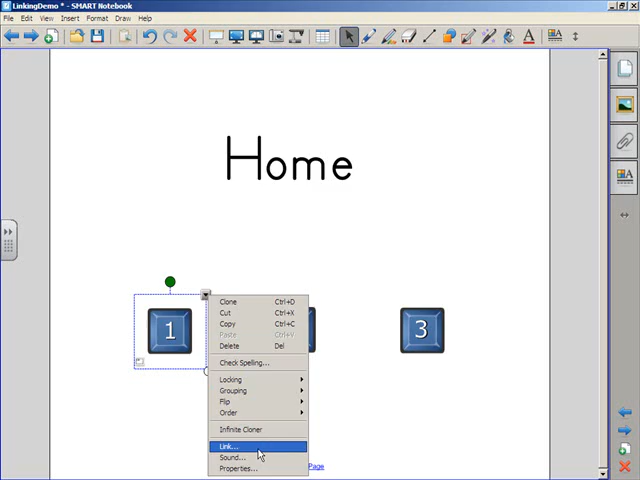 LinkingDemo * - SMART Notebook
File Edit View Insert Format Draw Help
Home
1
3
Clone Ctrl+D
Cut Ctrl+X
Copy Ctrl+C
Paste Ctrl+V
Delete Del
Check Spelling...
Locking
Grouping
Flip
Order
Infinite Cloner
Link...
Sound...
Properties...
Page